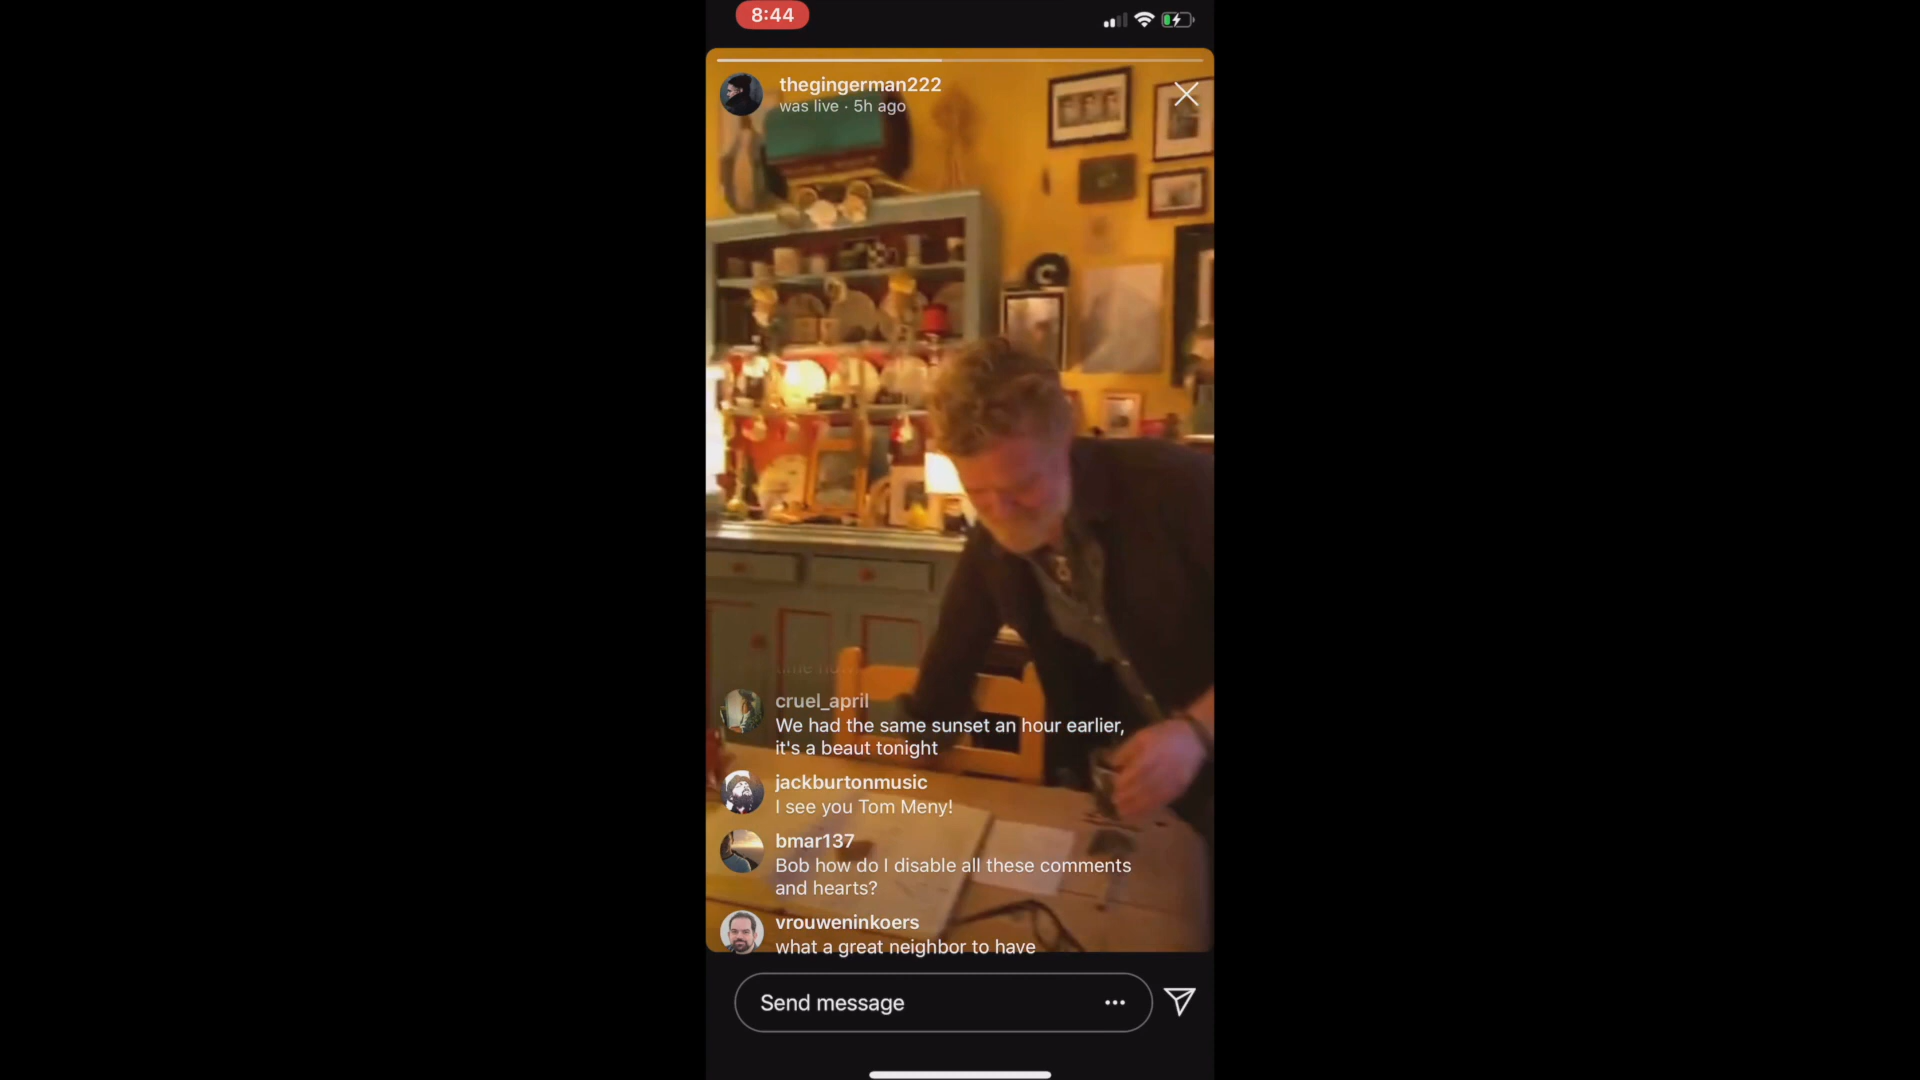 8:44
thegingerman222
was live · 5h ago
C
cruel_april
We had the same sunset an hour earlier,
it's a beaut tonight
jackburtonmusic
I see you Tom Meny!
bmar137
Bob how do I disable all these comments
and hearts?
vrouweninkoers
what a great neighbor to have
Send message